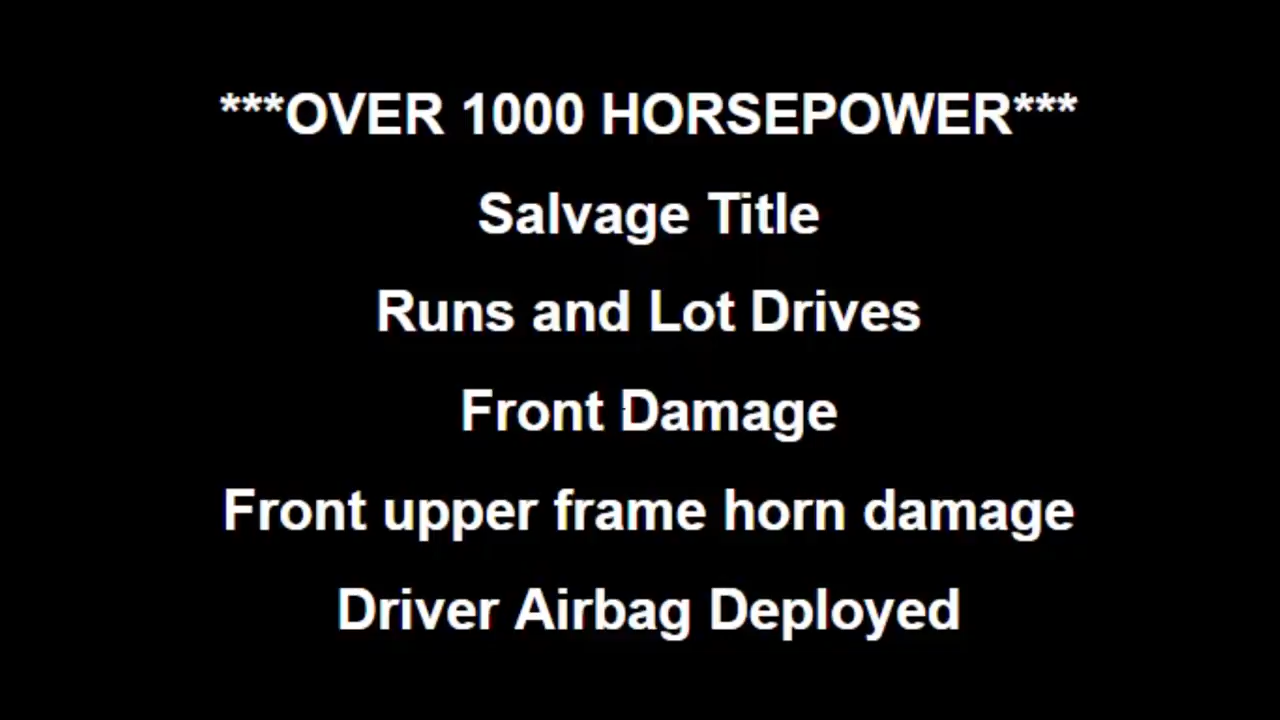 ***OVER 1000 HORSEPOWER***
Salvage Title
Runs and Lot Drives
Front Damage
Front upper frame horn damage
Driver Airbag Deployed